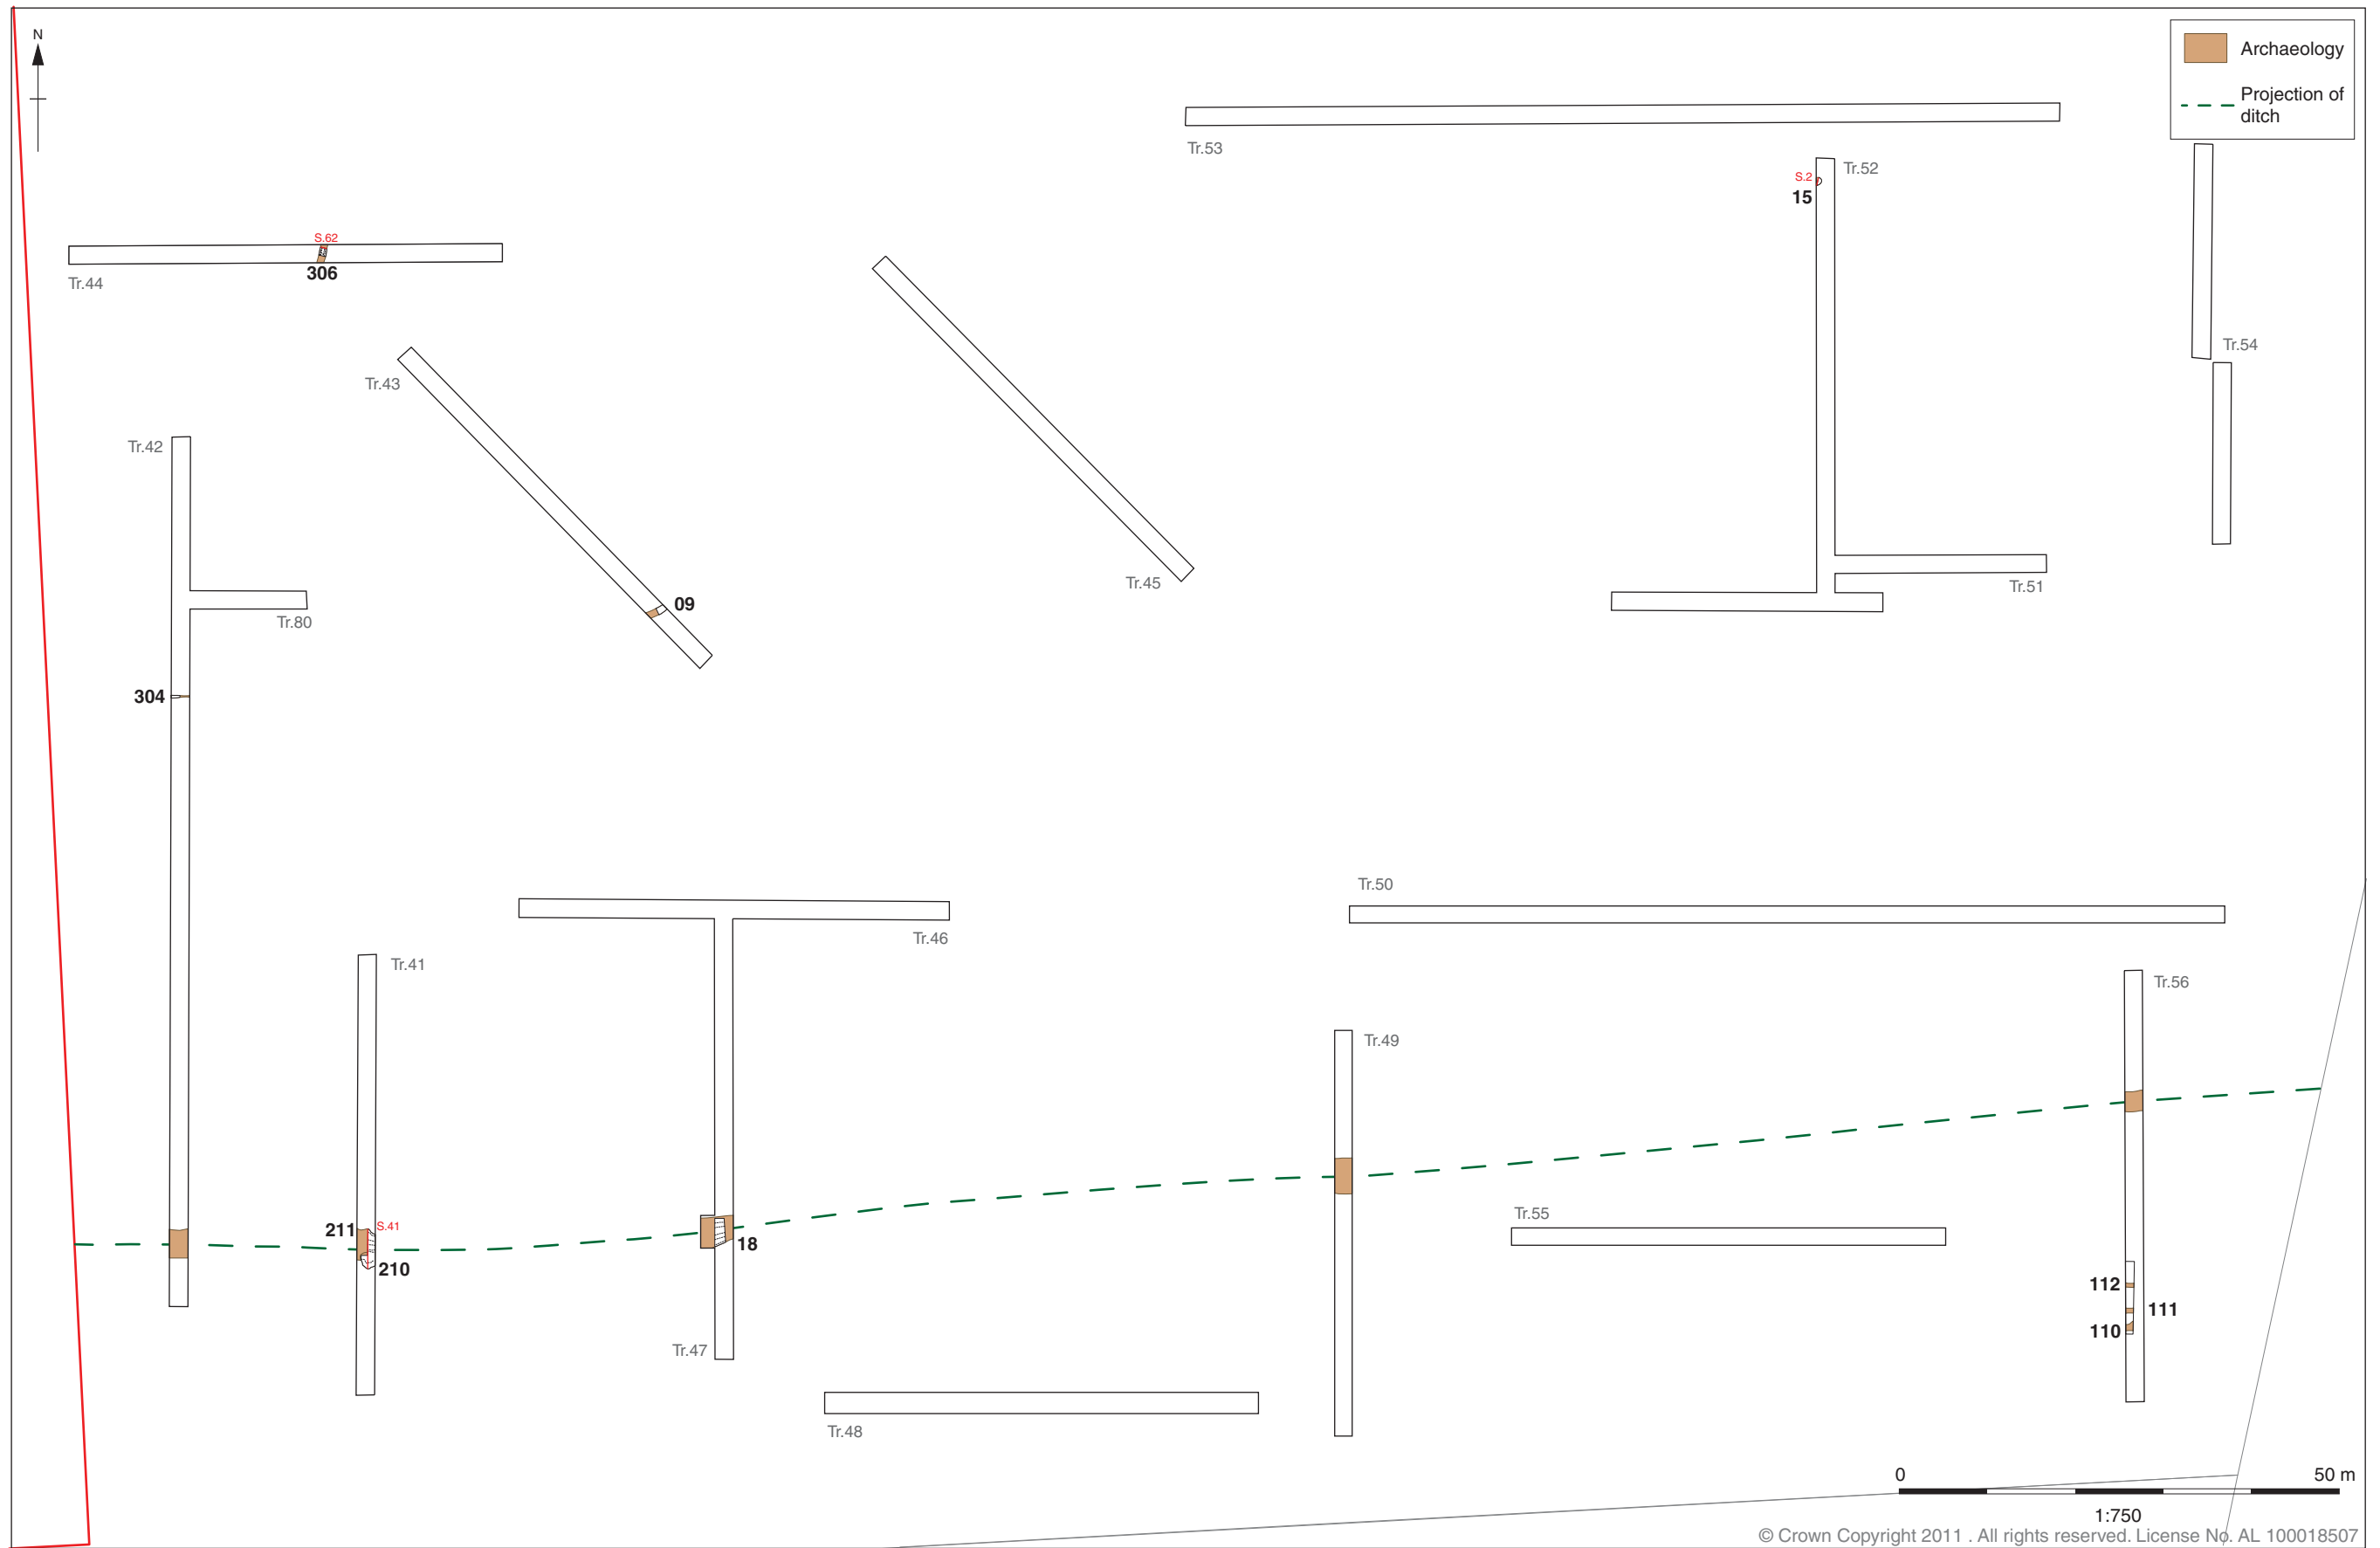 N
Archaeology
Projection of
ditch
Tr.53
Tr.52
S.2
15
S.62
306
Tr.44
Tr.54
Tr.43
Tr.42
Tr.45
Tr.51
09
Tr.80
304
Tr.50
Tr.46
Tr.41
Tr.56
Tr.49
Tr.55
211
S.41
18
210
112
111
110
Tr.47
Tr.48
0
50 m
1:750
© Crown Copyright 2011 . All rights reserved. License No. AL 100018507